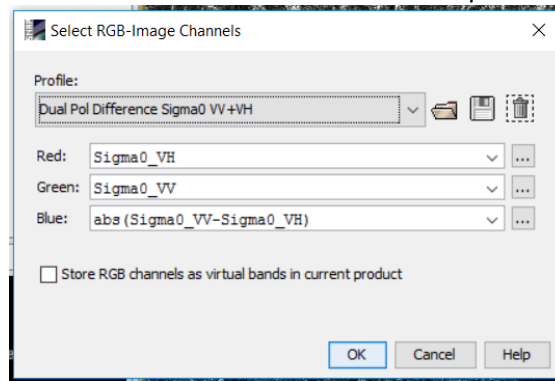 Select RGB-Image Channels
Profile:
Dual Pol Difference Sigma0 VV+VH
Red: Sigma0_VH ...
Green: Sigma0_VV ...
Blue: abs(Sigma0_VV-Sigma0_VH) ...
Store RGB channels as virtual bands in current product
OK Cancel Help